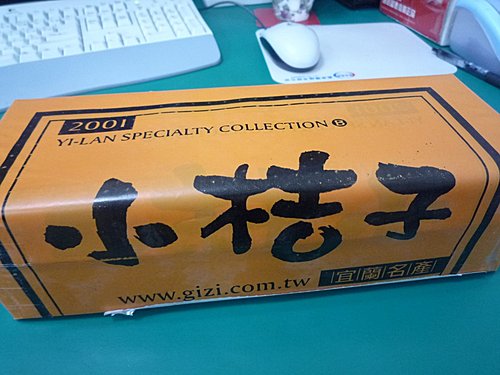 2001
YI-LAN SPECIALTY COLLECTION Ⓑ
小桔子
www.gizi.com.tw 宜蘭名產